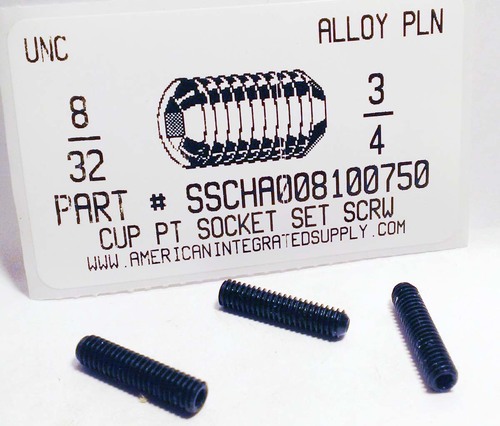 UNC ALLOY PLN
8/32 3/4
PART # SSCHA008100750
CUP PT SOCKET SET SCRW
WWW.AMERICANINTEGRATEDSUPPLY.COM